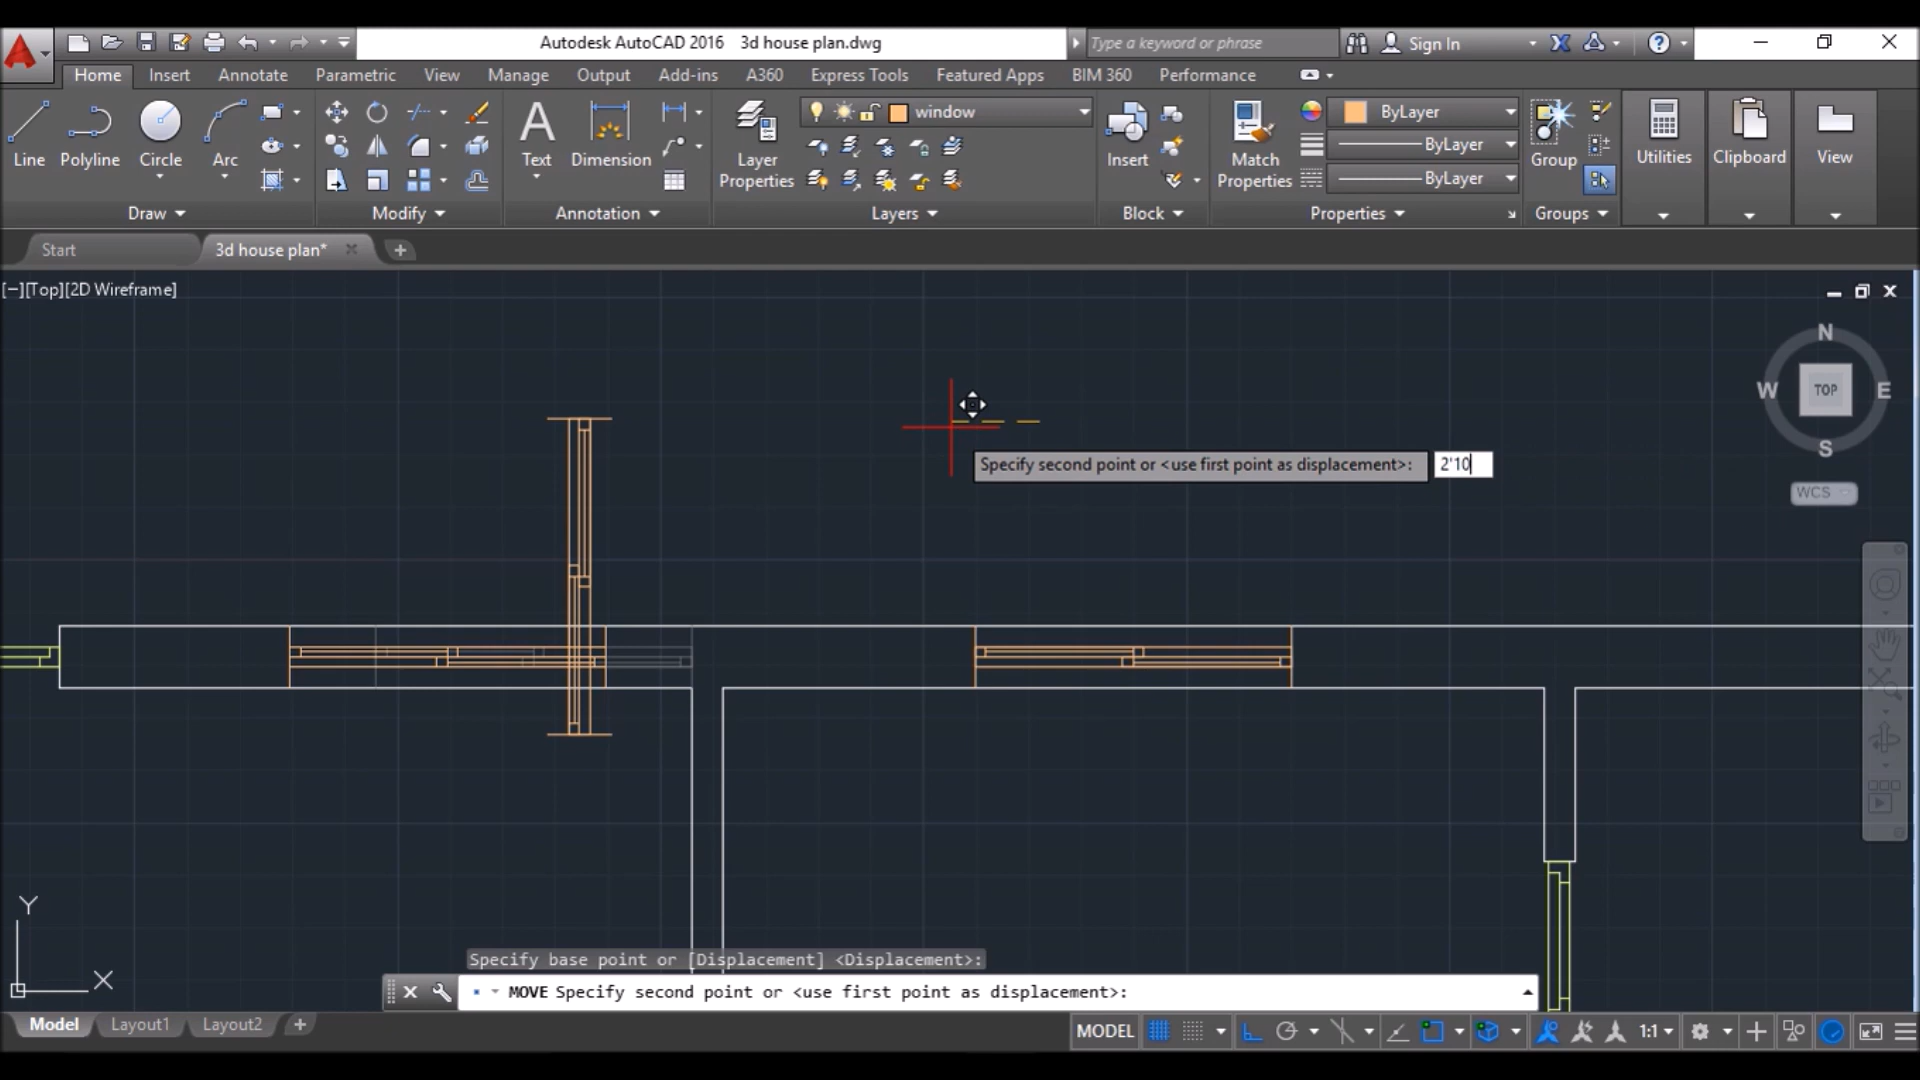 Autodesk AutoCAD 2016 3d house plan.dwg
Type a keyword or phrase
Sign In
Home Insert Annotate Parametric View Manage Output Add-ins A360 Express Tools Featured Apps BIM 360 Performance
window
ByLayer
ByLayer
ByLayer
Line Polyline Circle Arc
Text Dimension
Layer Properties
Insert
Match Properties
Group
Utilities Clipboard View
Draw Modify Annotation Layers Block Properties Groups
Start 3d house plan*
[−][Top][2D Wireframe]
N
W TOP E
S
WCS
Specify second point or <use first point as displacement>: 2'10
Y
X
Specify base point or [Displacement] <Displacement>:
MOVE Specify second point or <use first point as displacement>:
Model Layout1 Layout2
MODEL 1:1